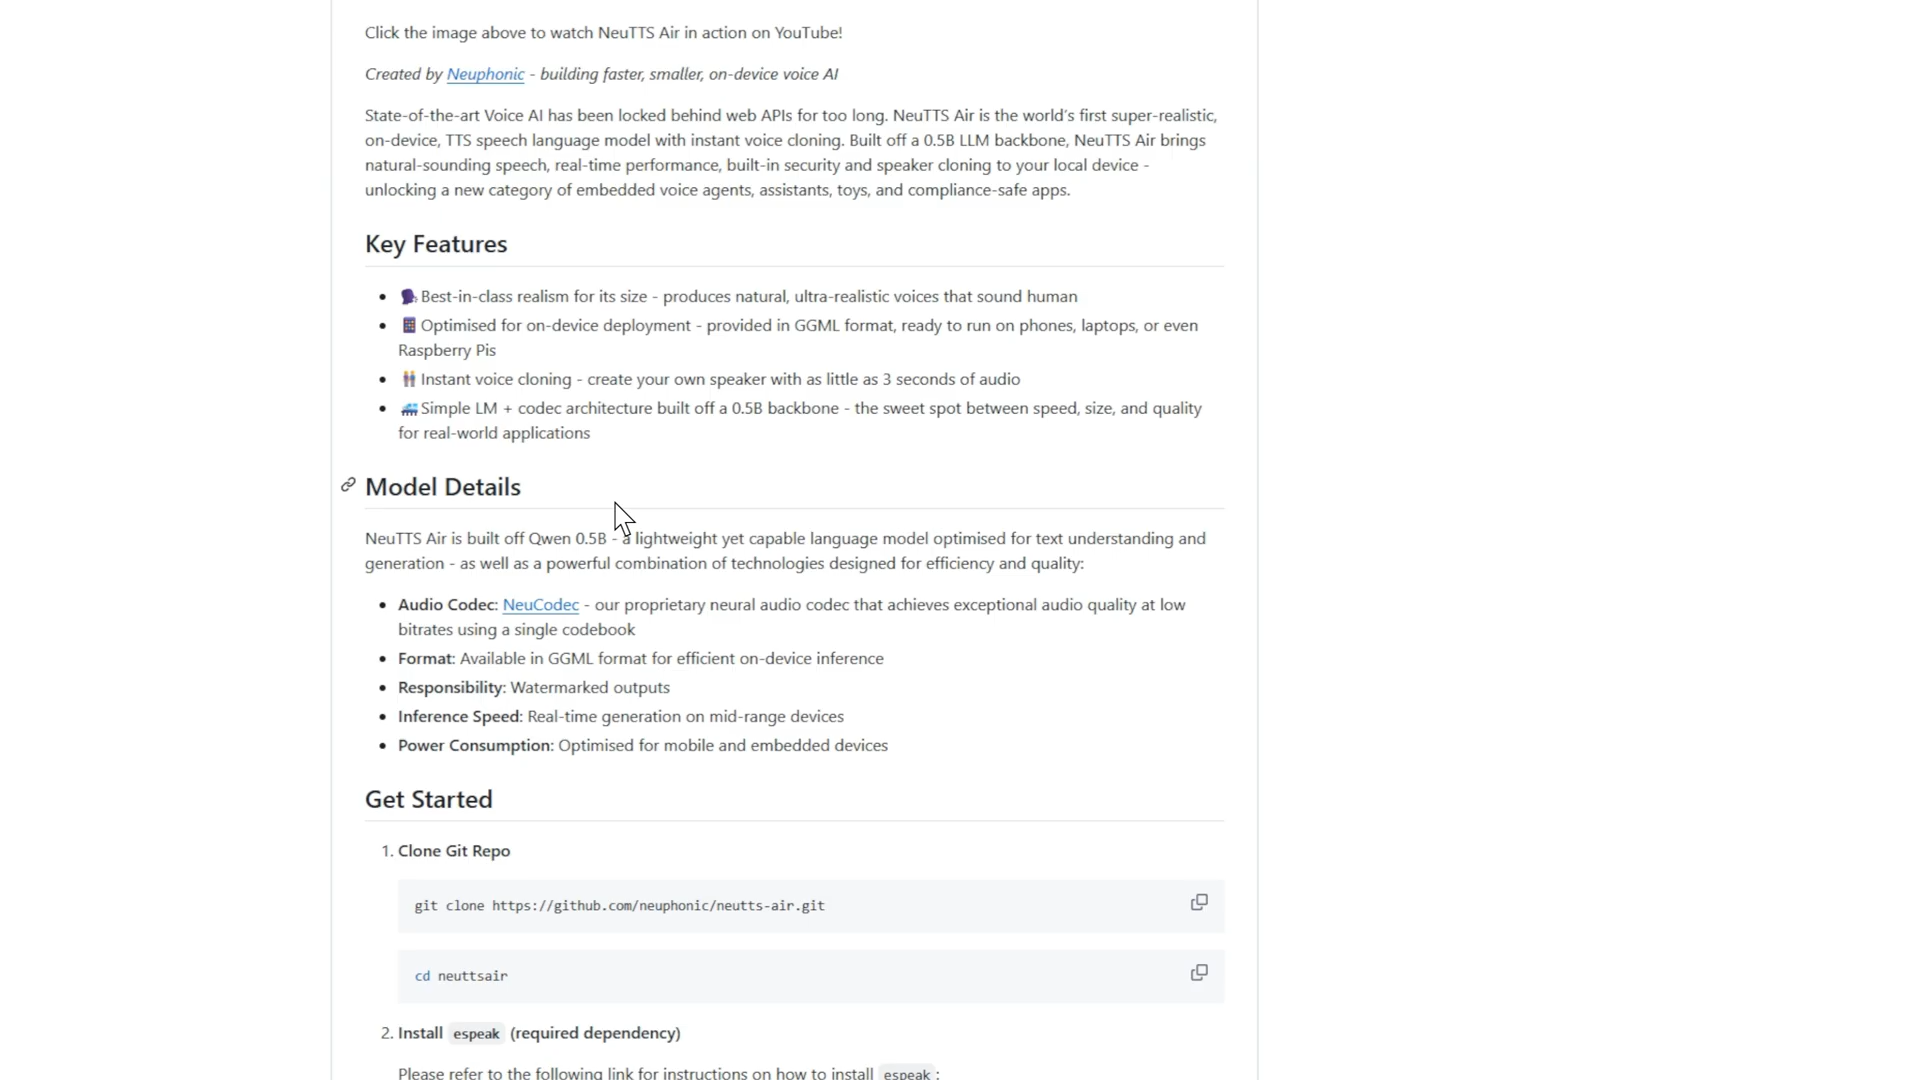 Click the image above to watch NeuTTS Air in action on YouTube!
Created by Neuphonic - building faster, smaller, on-device voice AI
State-of-the-art Voice AI has been locked behind web APIs for too long. NeuTTS Air is the world's first super-realistic,
on-device, TTS speech language model with instant voice cloning. Built off a 0.5B LLM backbone, NeuTTS Air brings
natural-sounding speech, real-time performance, built-in security and speaker cloning to your local device -
unlocking a new category of embedded voice agents, assistants, toys, and compliance-safe apps.
Key Features
Best-in-class realism for its size - produces natural, ultra-realistic voices that sound human
Optimised for on-device deployment - provided in GGML format, ready to run on phones, laptops, or even
Raspberry Pis
Instant voice cloning - create your own speaker with as little as 3 seconds of audio
Simple LM + codec architecture built off a 0.5B backbone - the sweet spot between speed, size, and quality
for real-world applications
Model Details
NeuTTS Air is built off Qwen 0.5B - a lightweight yet capable language model optimised for text understanding and
generation - as well as a powerful combination of technologies designed for efficiency and quality:
Audio Codec: NeuCodec - our proprietary neural audio codec that achieves exceptional audio quality at low
bitrates using a single codebook
Format: Available in GGML format for efficient on-device inference
Responsibility: Watermarked outputs
Inference Speed: Real-time generation on mid-range devices
Power Consumption: Optimised for mobile and embedded devices
Get Started
1. Clone Git Repo
git clone https://github.com/neuphonic/neutts-air.git
cd neuttsair
2. Install espeak (required dependency)
Please refer to the following link for instructions on how to install espeak: